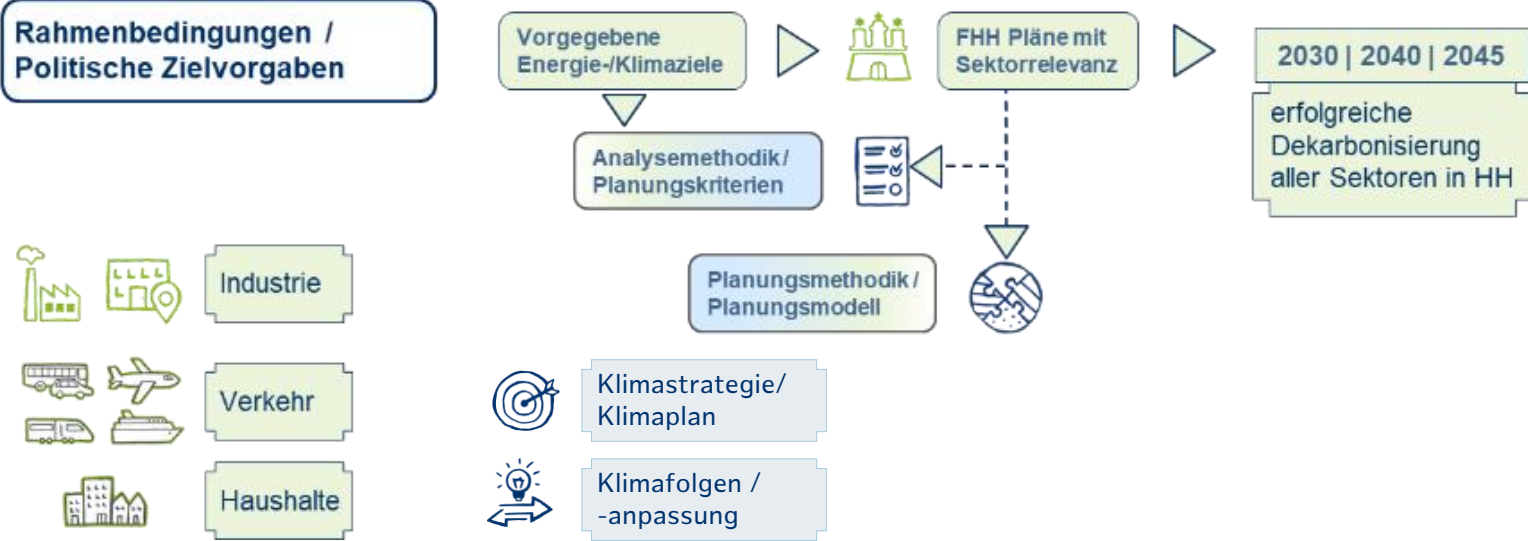 Rahmenbedingungen /
Politische Zielvorgaben
Vorgegebene
Energie-/Klimaziele
FHH Pläne mit
Sektorrelevanz
2030 | 2040 | 2045
erfolgreiche
Dekarbonisierung
aller Sektoren in HH
Analysemethodik/
Planungskriterien
Planungsmethodik/
Planungsmodell
Industrie
Verkehr
Haushalte
Klimastrategie/
Klimaplan
Klimafolgen /
-anpassung